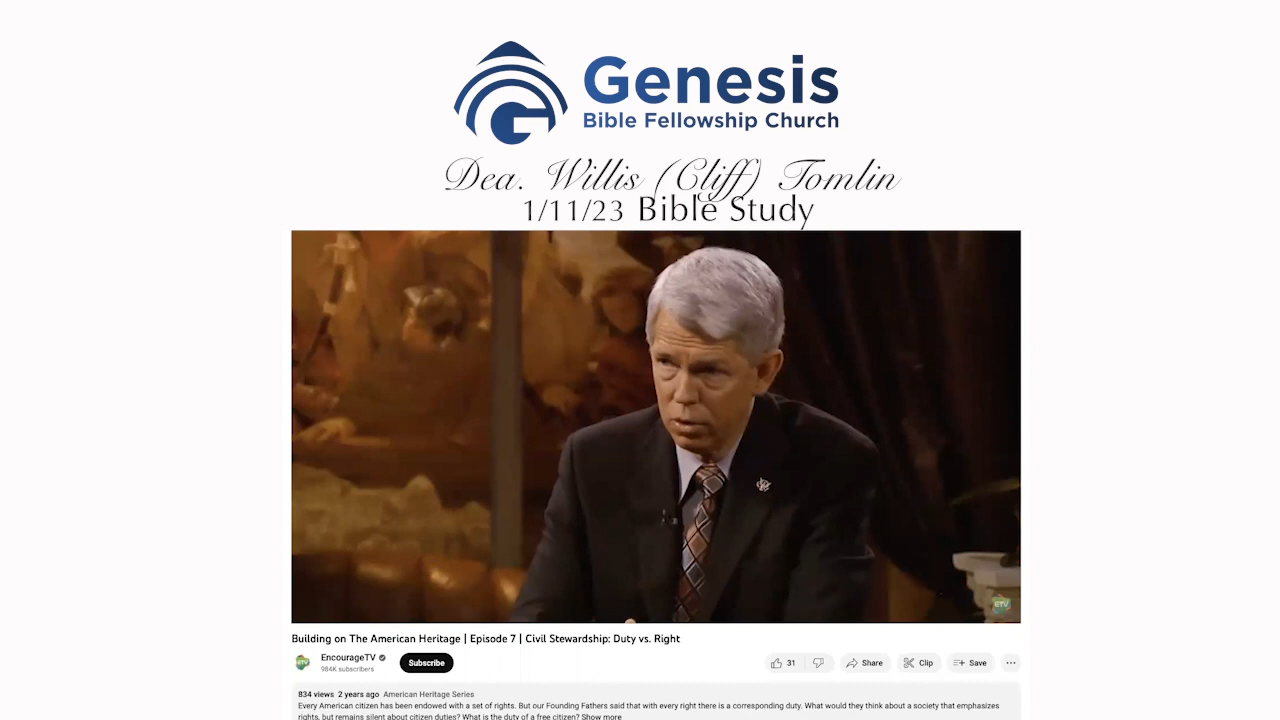 Genesis
Bible Fellowship Church
Dea. Willis (Cliff) Tomlin
1/11/23 Bible Study
ETV
Building on The American Heritage | Episode 7 | Civil Stewardship: Duty vs. Right
ETV
EncourageTV
984K subscribers
Subscribe
31
Share
Clip
Save
834 views 2 years ago American Heritage Series
Every American citizen has been endowed with a set of rights. But our Founding Fathers said that with every right there is a corresponding duty. What would they think about a society that emphasizes
rights, but remains silent about citizen duties? What is the duty of a free citizen? Show more